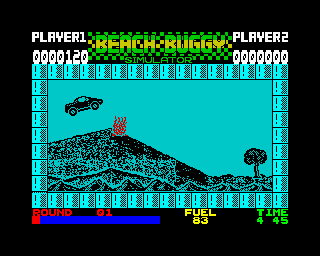 PLAYER1 BEACH BUGGY PLAYER2
0000120 SIMULATOR 0000000
ROUND 01 FUEL TIME
83 4 45